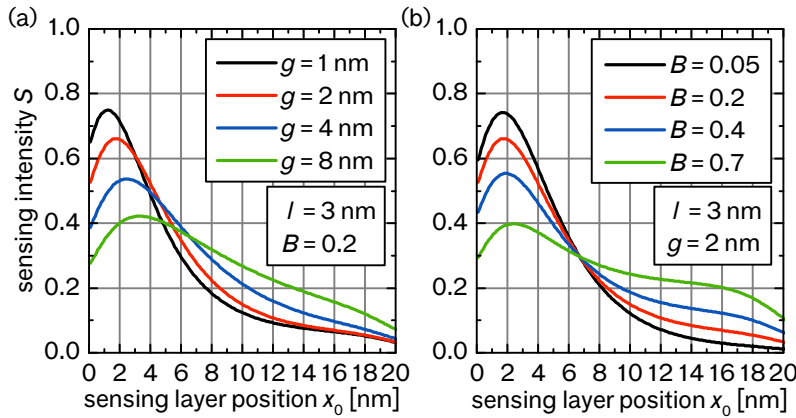 (a)
sensing intensity S
1.0
0.8
0.6
0.4
0.2
0.0
g = 1 nm
g = 2 nm
g = 4 nm
g = 8 nm
l = 3 nm
B = 0.2
0 2 4 6 8 10 12 14 16 18 20
sensing layer position x₀ [nm]
(b)
1.0
0.8
0.6
0.4
0.2
0.0
B = 0.05
B = 0.2
B = 0.4
B = 0.7
l = 3 nm
g = 2 nm
0 2 4 6 8 10 12 14 16 18 20
sensing layer position x₀ [nm]